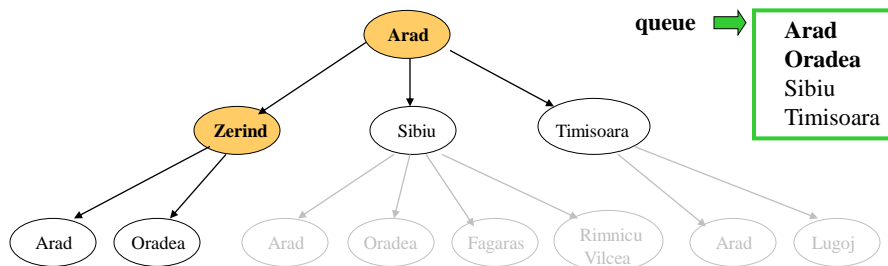 Arad
queue
Arad
Oradea
Sibiu
Timisoara
Zerind
Sibiu
Timisoara
Arad
Oradea
Arad
Oradea
Fagaras
Rimnicu
Vilcea
Arad
Lugoj